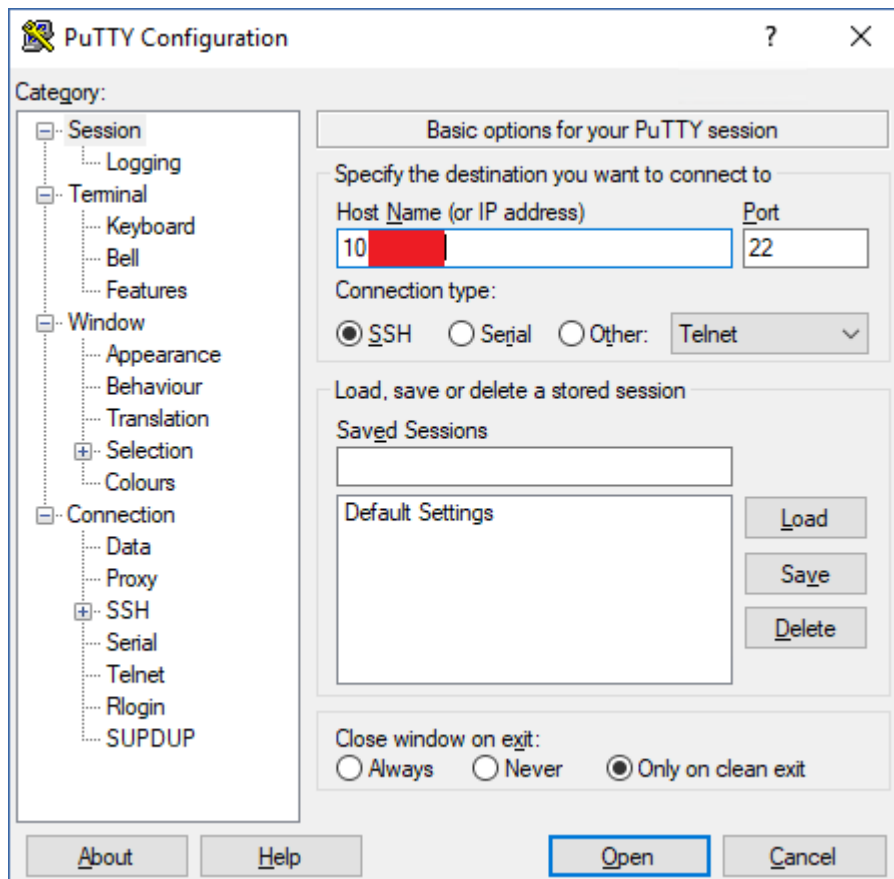 PuTTY Configuration
?
Category:
Session
Logging
Terminal
Keyboard
Bell
Features
Window
Appearance
Behaviour
Translation
Selection
Colours
Connection
Data
Proxy
SSH
Serial
Telnet
Rlogin
SUPDUP
Basic options for your PuTTY session
Specify the destination you want to connect to
Host Name (or IP address) Port
10 22
Connection type:
SSH Serial Other: Telnet
Load, save or delete a stored session
Saved Sessions
Default Settings
Load
Save
Delete
Close window on exit:
Always Never Only on clean exit
About Help Open Cancel